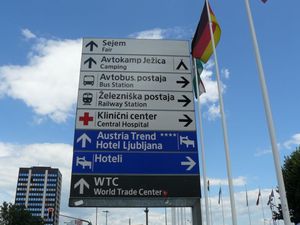 Sejem
Fair
Avtokamp Ježica
Camping
Avtobus. postaja
Bus Station
Železniška postaja
Railway Station
Klinični center
Central Hospital
Austria Trend ****
Hotel Ljubljana
Hoteli
WTC
World Trade Center